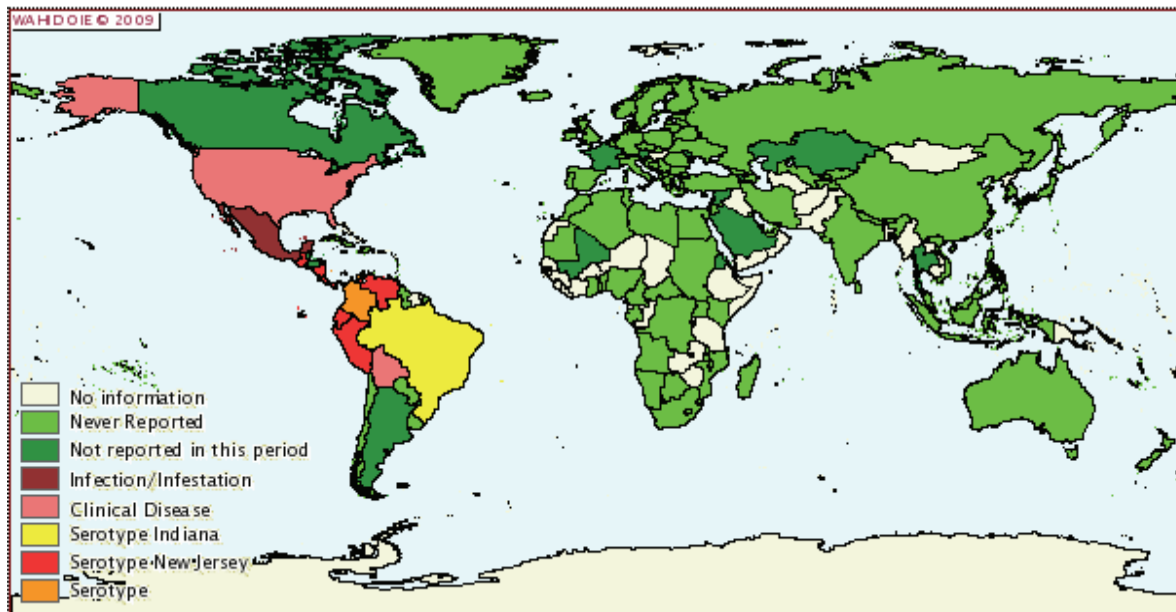 WAHIDOIE © 2009
No information
Never Reported
Not reported in this period
Infection/Infestation
Clinical Disease
Serotype Indiana
Serotype New Jersey
Serotype